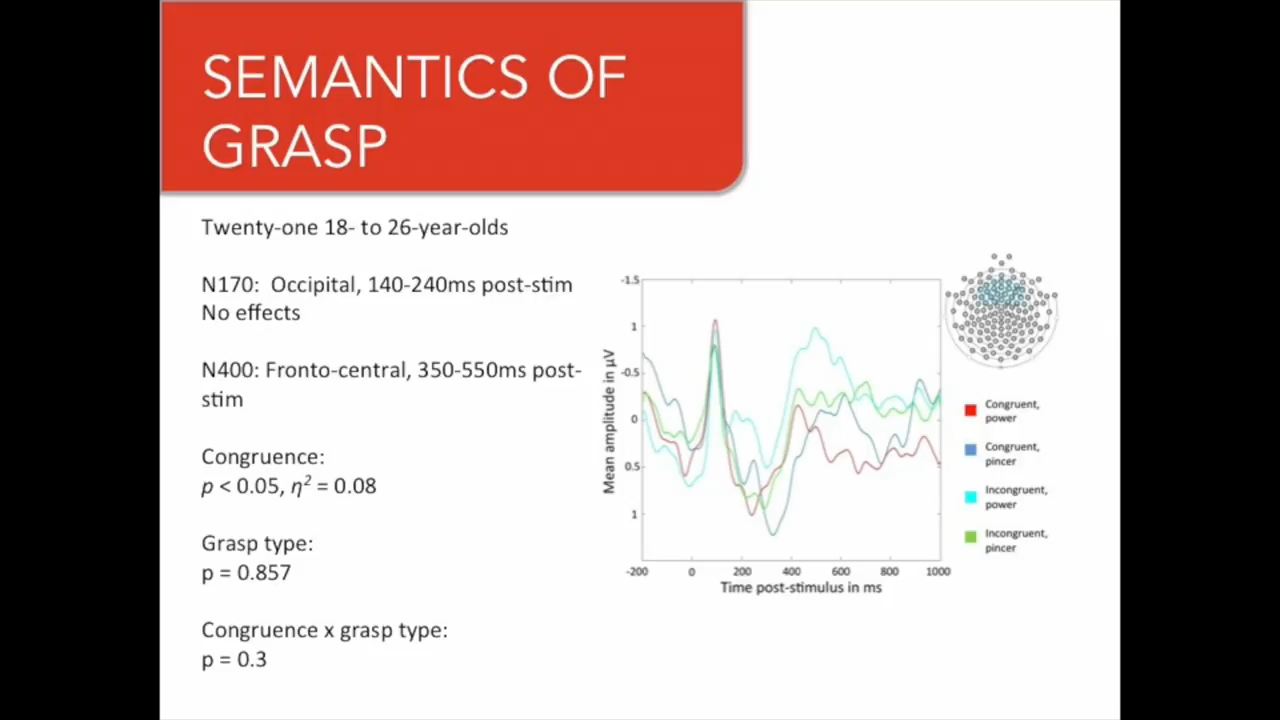 SEMANTICS OF
GRASP
Twenty-one 18- to 26-year-olds
N170: Occipital, 140-240ms post-stim
No effects
N400: Fronto-central, 350-550ms post-
stim
Congruence:
p < 0.05, η² = 0.08
Grasp type:
p = 0.857
Congruence x grasp type:
p = 0.3
Mean amplitude in µV
-1.5
1
-0.5
0
0.5
1
-200
0
200
400
600
800
1000
Time post-stimulus in ms
Congruent,
power
Congruent,
pincer
Incongruent,
power
Incongruent,
pincer